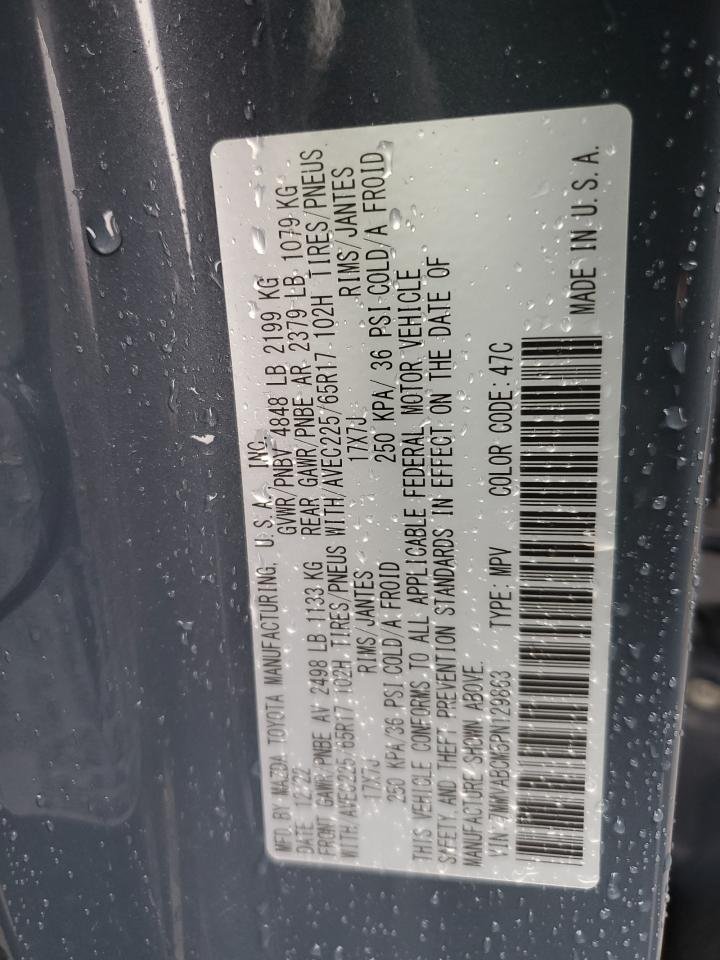 MFD. BY MAZDA TOYOTA MANUFACTURING, U.S.A., INC.
DATE 12/22 GVWR/PNBV 4848 LB 2199 KG
FRONT GAWR/PNBE AV 2498 LB 1133 KG REAR GAWR/PNBE AR 2379 LB 1079 KG
WITH/AVEC225/65R17 102H TIRES/PNEUS WITH/AVEC225/65R17 102H TIRES/PNEUS
17X7J RIMS/JANTES 17X7J RIMS/JANTES
250 KPA/36 PSI COLD/A FROID 250 KPA/ 36 PSI COLD/A FROID
THIS VEHICLE CONFORMS TO ALL APPLICABLE FEDERAL MOTOR VEHICLE
SAFETY AND THEFT PREVENTION STANDARDS IN EFFECT ON THE DATE OF
MANUFACTURE SHOWN ABOVE.
VIN 7MMVABCM3PN129863 TYPE: MPV COLOR CODE: 47C
MADE IN U.S.A.